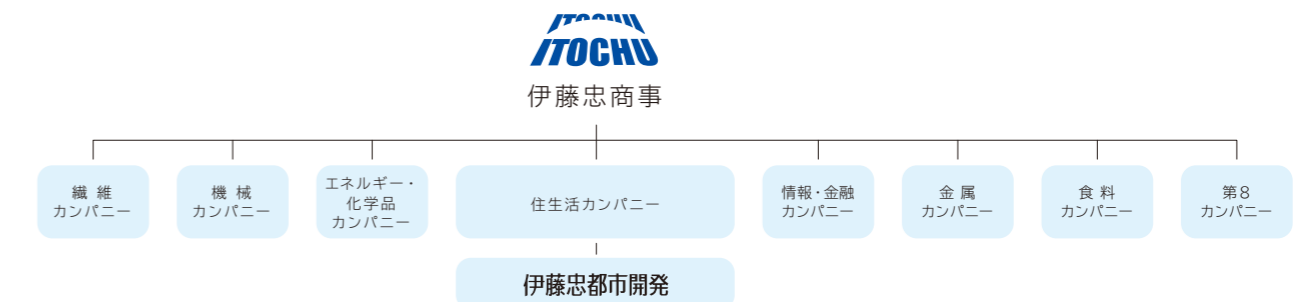 ITOCHU
ITOCHU
伊藤忠商事
繊維
カンパニー
機械
カンパニー
エネルギー・
化学品
カンパニー
住生活カンパニー
情報・金融
カンパニー
金属
カンパニー
食料
カンパニー
第8
カンパニー
伊藤忠都市開発